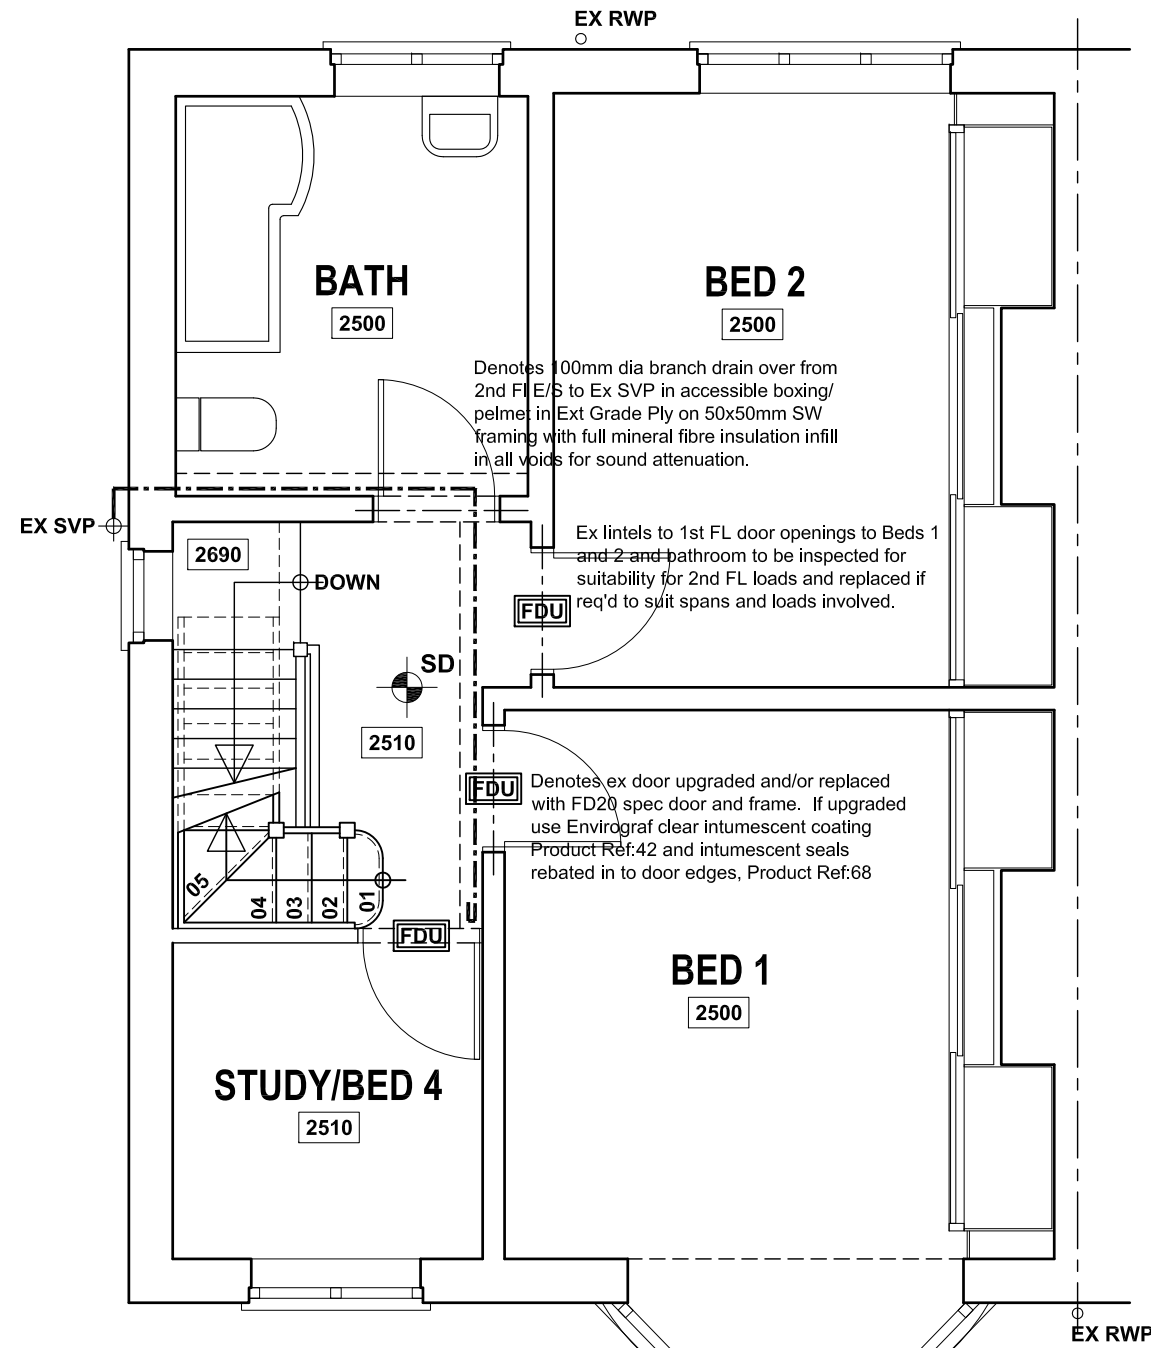 EX RWP
BATH
2500
BED 2
2500
Denotes 100mm dia branch drain over from
2nd Fl E/S to Ex SVP in accessible boxing/
pelmet in Ext Grade Ply on 50x50mm SW
framing with full mineral fibre insulation infill
in all voids for sound attenuation.
EX SVP
2690
DOWN
Ex lintels to 1st FL door openings to Beds 1
and 2 and bathroom to be inspected for
suitability for 2nd FL loads and replaced if
req'd to suit spans and loads involved.
FDU
SD
2510
FDU
Denotes ex door upgraded and/or replaced
with FD20 spec door and frame. If upgraded
use Envirograf clear intumescent coating
Product Ref:42 and intumescent seals
rebated in to door edges, Product Ref:68
05
04
03
02
01
FDU
BED 1
2500
STUDY/BED 4
2510
EX RWP